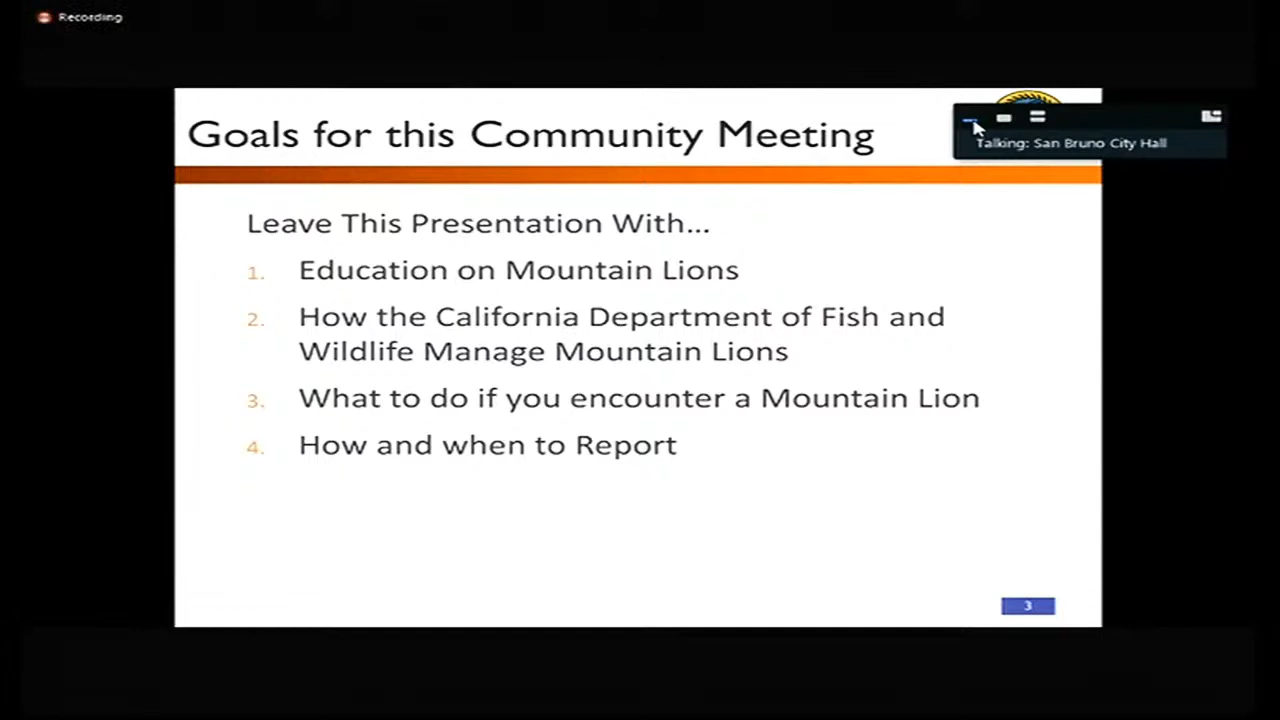 Recording
Goals for this Community Meeting
Talking: San Bruno City Hall
Leave This Presentation With...
1. Education on Mountain Lions
2. How the California Department of Fish and
Wildlife Manage Mountain Lions
3. What to do if you encounter a Mountain Lion
4. How and when to Report
3